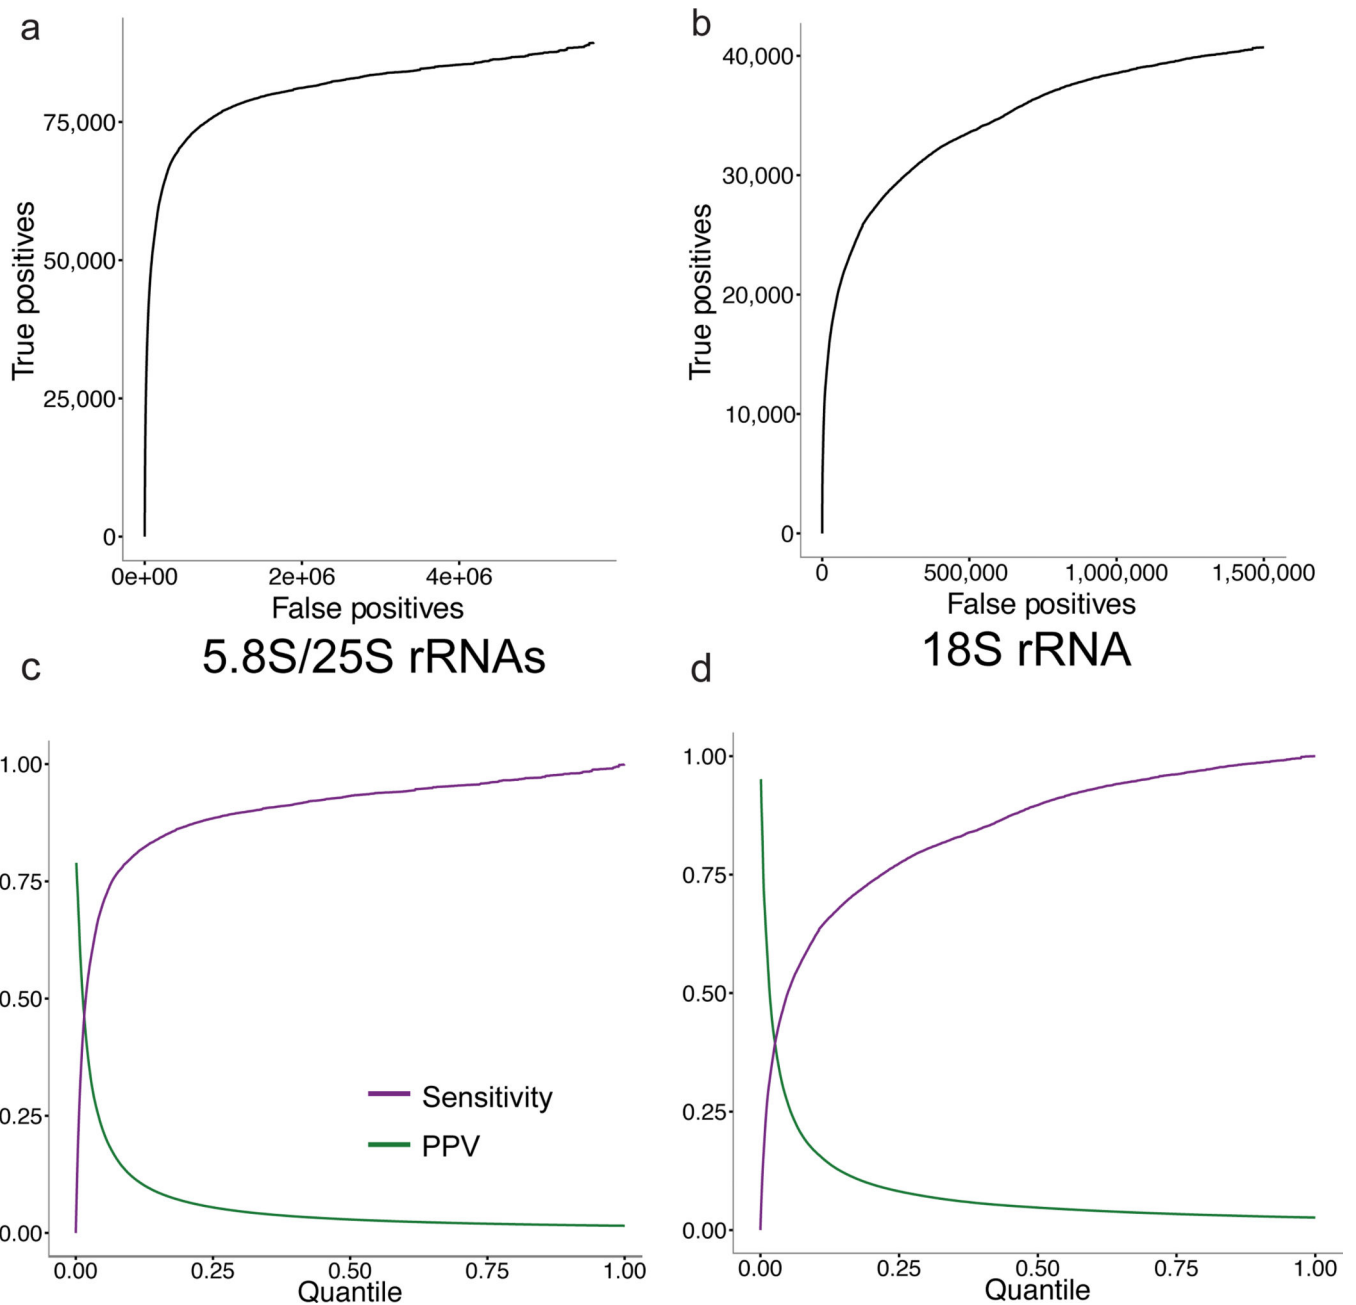 a
True positives
75,000
50,000
25,000
0
0e+00 2e+06 4e+06
False positives
5.8S/25S rRNAs
b
True positives
40,000
30,000
20,000
10,000
0
0 500,000 1,000,000 1,500,000
False positives
18S rRNA
c
1.00
0.75
0.50
0.25
0.00
Sensitivity
PPV
0.00 0.25 0.50 0.75 1.00
Quantile
d
1.00
0.75
0.50
0.25
0.00
0.00 0.25 0.50 0.75 1.00
Quantile